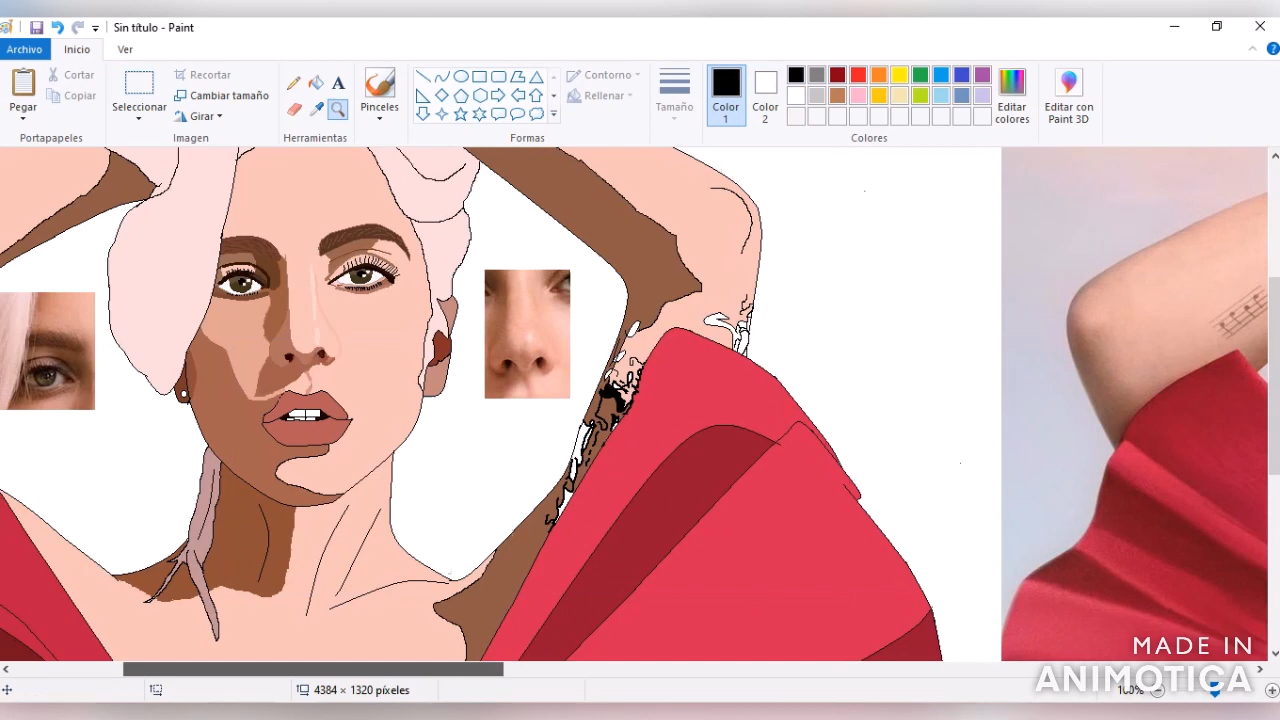 Sin título - Paint
Archivo Inicio Ver
Pegar
Cortar
Copiar
Portapapeles
Seleccionar
Recortar
Cambiar tamaño
Girar
Imagen
A
Herramientas
Pinceles
Contorno
Rellenar
Formas
Tamaño
Color 1
Color 2
Editar colores
Colores
Editar con Paint 3D
MADE IN
ANIMOTICA
4384 × 1320 píxeles
100%